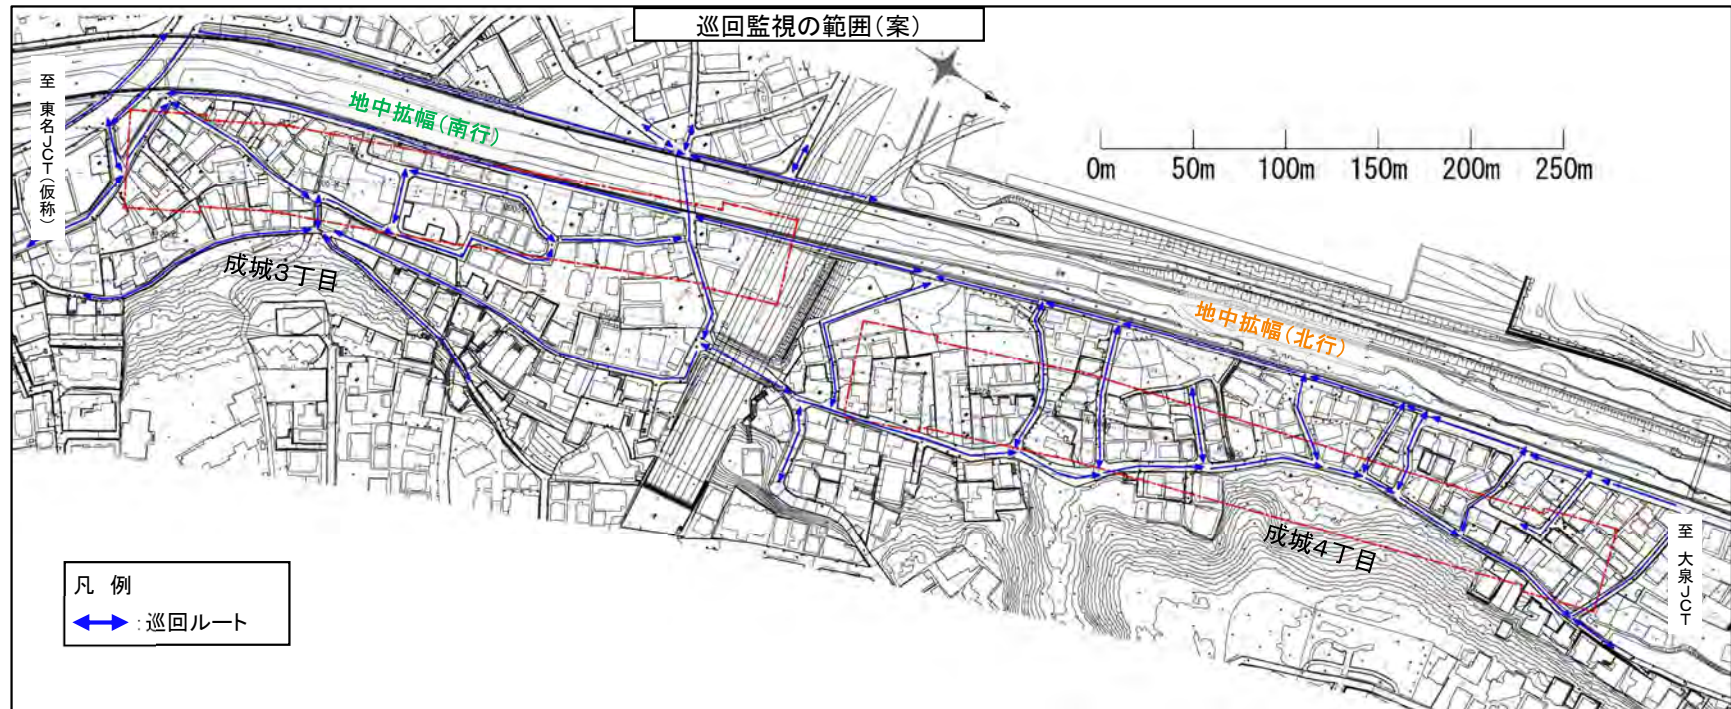 巡回監視の範囲(案)
至 東名JCT(仮称)
地中拡幅(南行)
0m 50m 100m 150m 200m 250m
成城3丁目
地中拡幅(北行)
成城4丁目
至 大泉JCT
凡 例
:巡回ルート